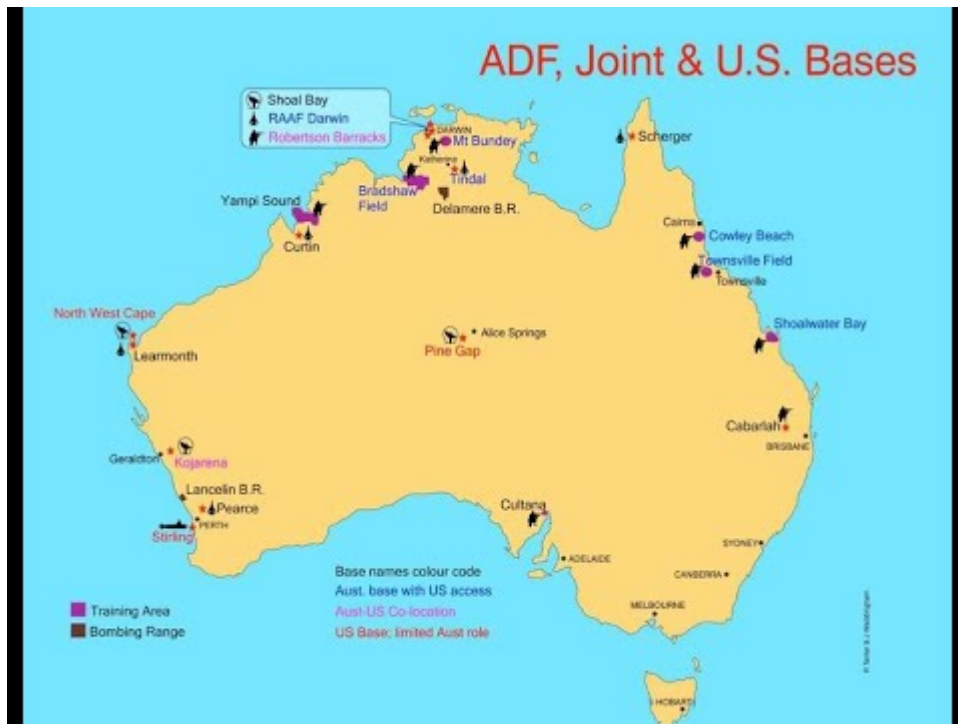 ADF, Joint & U.S. Bases
Shoal Bay
RAAF Darwin
Robertson Barracks
DARWIN
Mt Bundey
Katherine
Tindal
Bradshaw
Field
Delamere B.R.
Scherger
Yampi Sound
Curtin
Cairns
Cowley Beach
Townsville Field
Townsville
North West Cape
Learmonth
Alice Springs
Pine Gap
Shoalwater Bay
Cabarlah
BRISBANE
Geraldton
Kojarena
Lancelin B.R.
Pearce
PERTH
Stirling
Cultana
ADELAIDE
SYDNEY
CANBERRA
MELBOURNE
HOBART
Base names colour code
Aust. base with US access
Aust-US Co-location
US Base; limited Aust role
Training Area
Bombing Range